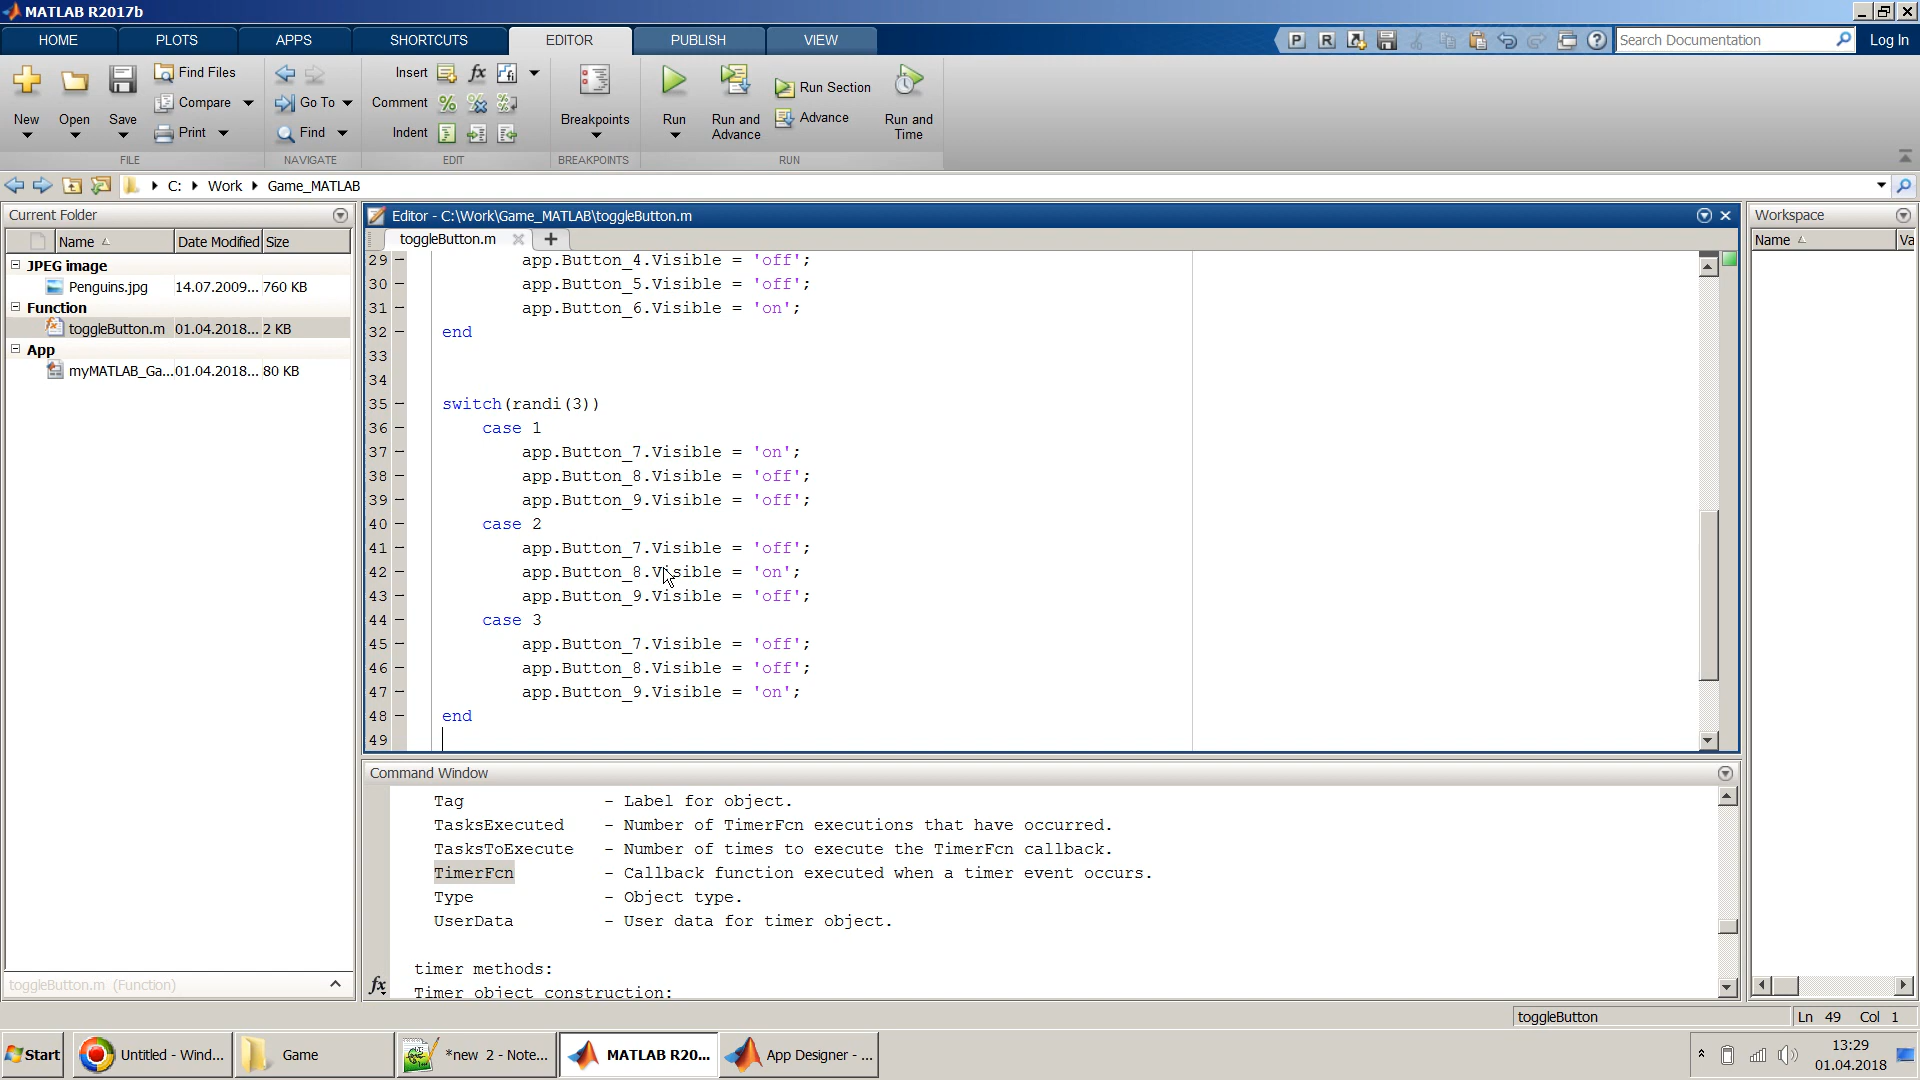 MATLAB R2017b
HOME PLOTS APPS SHORTCUTS EDITOR PUBLISH VIEW
Search Documentation
Log In
New
Open
Save
Find Files
Compare
Print
FILE
Go To
Find
NAVIGATE
Insert
Comment
Indent
EDIT
Breakpoints
BREAKPOINTS
Run
Run and Advance
Run Section
Advance
Run and Time
RUN
C: Work Game_MATLAB
Current Folder
Name Date Modified Size
JPEG image
Penguins.jpg 14.07.2009... 760 KB
Function
toggleButton.m 01.04.2018... 2 KB
App
myMATLAB_Ga... 01.04.2018... 80 KB
toggleButton.m (Function)
Editor - C:\Work\Game_MATLAB\toggleButton.m
toggleButton.m
29 app.Button_4.Visible = 'off';
30 app.Button_5.Visible = 'off';
31 app.Button_6.Visible = 'on';
32 end
33
34
35 switch(randi(3))
36 case 1
37 app.Button_7.Visible = 'on';
38 app.Button_8.Visible = 'off';
39 app.Button_9.Visible = 'off';
40 case 2
41 app.Button_7.Visible = 'off';
42 app.Button_8.Visible = 'on';
43 app.Button_9.Visible = 'off';
44 case 3
45 app.Button_7.Visible = 'off';
46 app.Button_8.Visible = 'off';
47 app.Button_9.Visible = 'on';
48 end
49
Command Window
Tag - Label for object.
TasksExecuted - Number of TimerFcn executions that have occurred.
TasksToExecute - Number of times to execute the TimerFcn callback.
TimerFcn - Callback function executed when a timer event occurs.
Type - Object type.
UserData - User data for timer object.
timer methods:
Timer object construction:
fx
Workspace
Name Va
toggleButton
Ln 49 Col 1
Start
Untitled - Wind...
Game
*new 2 - Note...
MATLAB R20...
App Designer - ...
13:29
01.04.2018